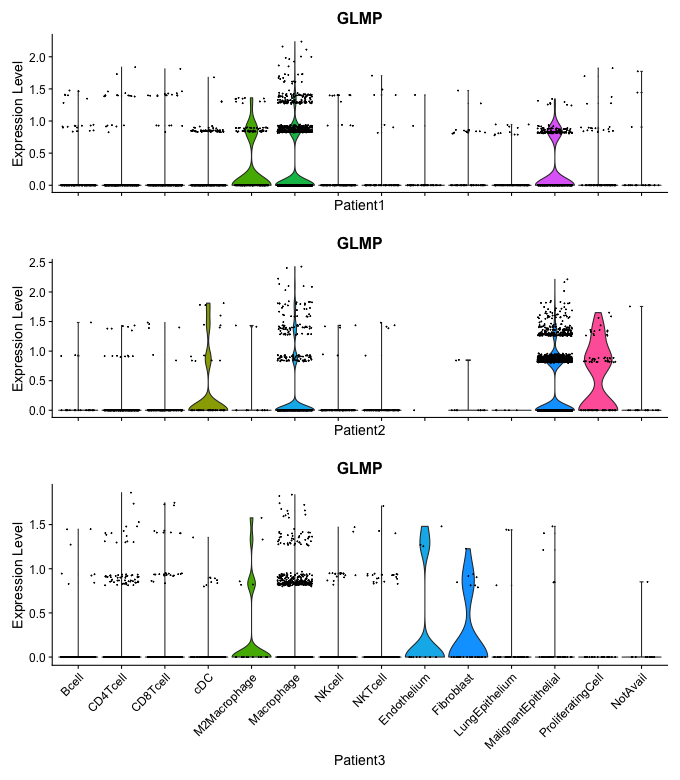 GLMP
Expression Level
2.0
1.5
1.0
0.5
0.0
Patient1
GLMP
Expression Level
2.5
2.0
1.5
1.0
0.5
0.0
Patient2
GLMP
Expression Level
1.5
1.0
0.5
0.0
Bcell
CD4Tcell
CD8Tcell
cDC
M2Macrophage
Macrophage
NKcell
NKTcell
Endothelium
Fibroblast
LungEpithelium
MalignantEpithelial
ProliferatingCell
NotAvail
Patient3